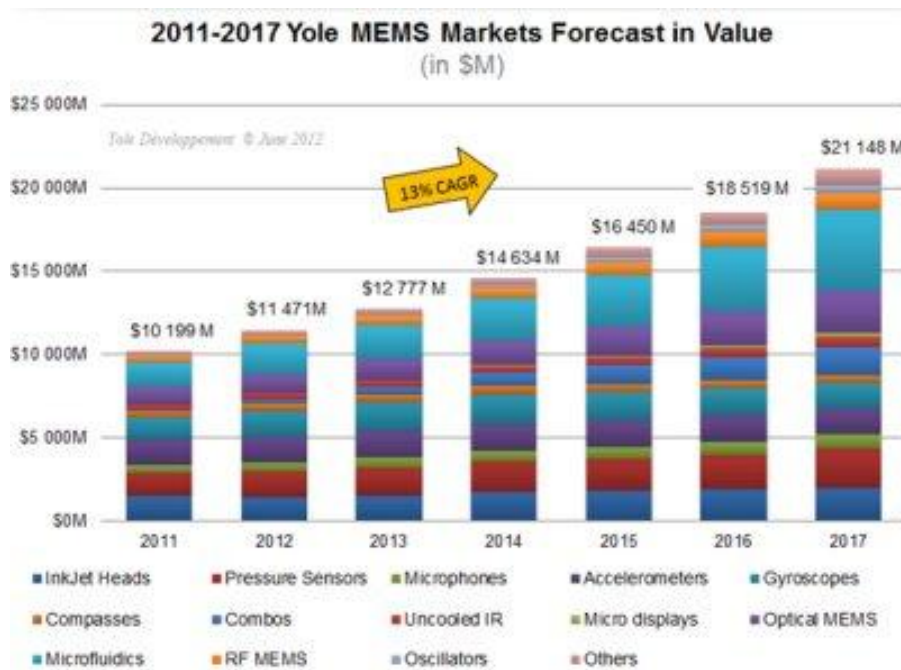 2011-2017 Yole MEMS Markets Forecast in Value
(in $M)
$25 000M
Yole Développement © June 2012
13% CAGR
$21 148 M
$20 000M
$18 519 M
$16 450 M
$14 634 M
$15 000M
$12 777 M
$11 471M
$10 199 M
$10 000M
$5 000M
$0M
2011 2012 2013 2014 2015 2016 2017
InkJet Heads Pressure Sensors Microphones Accelerometers Gyroscopes
Compasses Combos Uncooled IR Micro displays Optical MEMS
Microfluidics RF MEMS Oscillators Others